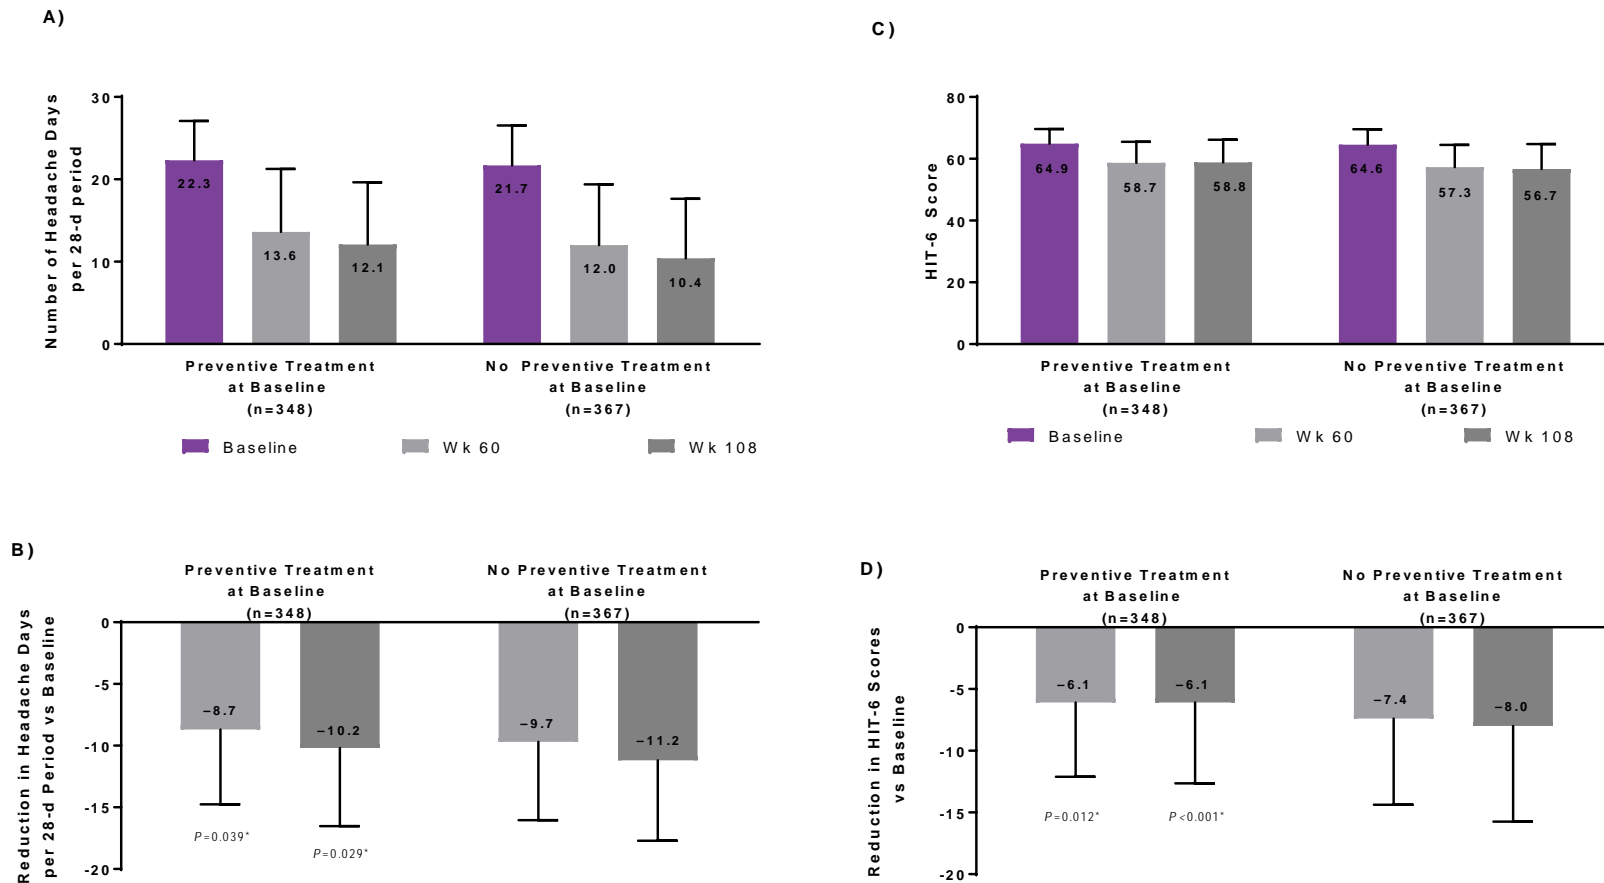 A)
Number of Headache Days
per 28-d period
30
20
10
0
22.3
13.6
12.1
21.7
12.0
10.4
Preventive Treatment
at Baseline
(n=348)
No Preventive Treatment
at Baseline
(n=367)
Baseline
Wk 60
Wk 108
C)
HIT-6 Score
80
60
40
20
0
64.9
58.7
58.8
64.6
57.3
56.7
Preventive Treatment
at Baseline
(n=348)
No Preventive Treatment
at Baseline
(n=367)
Baseline
Wk 60
Wk 108
B)
Preventive Treatment
at Baseline
(n=348)
No Preventive Treatment
at Baseline
(n=367)
Reduction in Headache Days
per 28-d Period vs Baseline
0
-5
-10
-15
-20
−8.7
−10.2
−9.7
−11.2
P=0.039*
P=0.029*
D)
Preventive Treatment
at Baseline
(n=348)
No Preventive Treatment
at Baseline
(n=367)
Reduction in HIT-6 Scores
vs Baseline
0
-5
-10
-15
-20
−6.1
−6.1
−7.4
−8.0
P=0.012*
P<0.001*